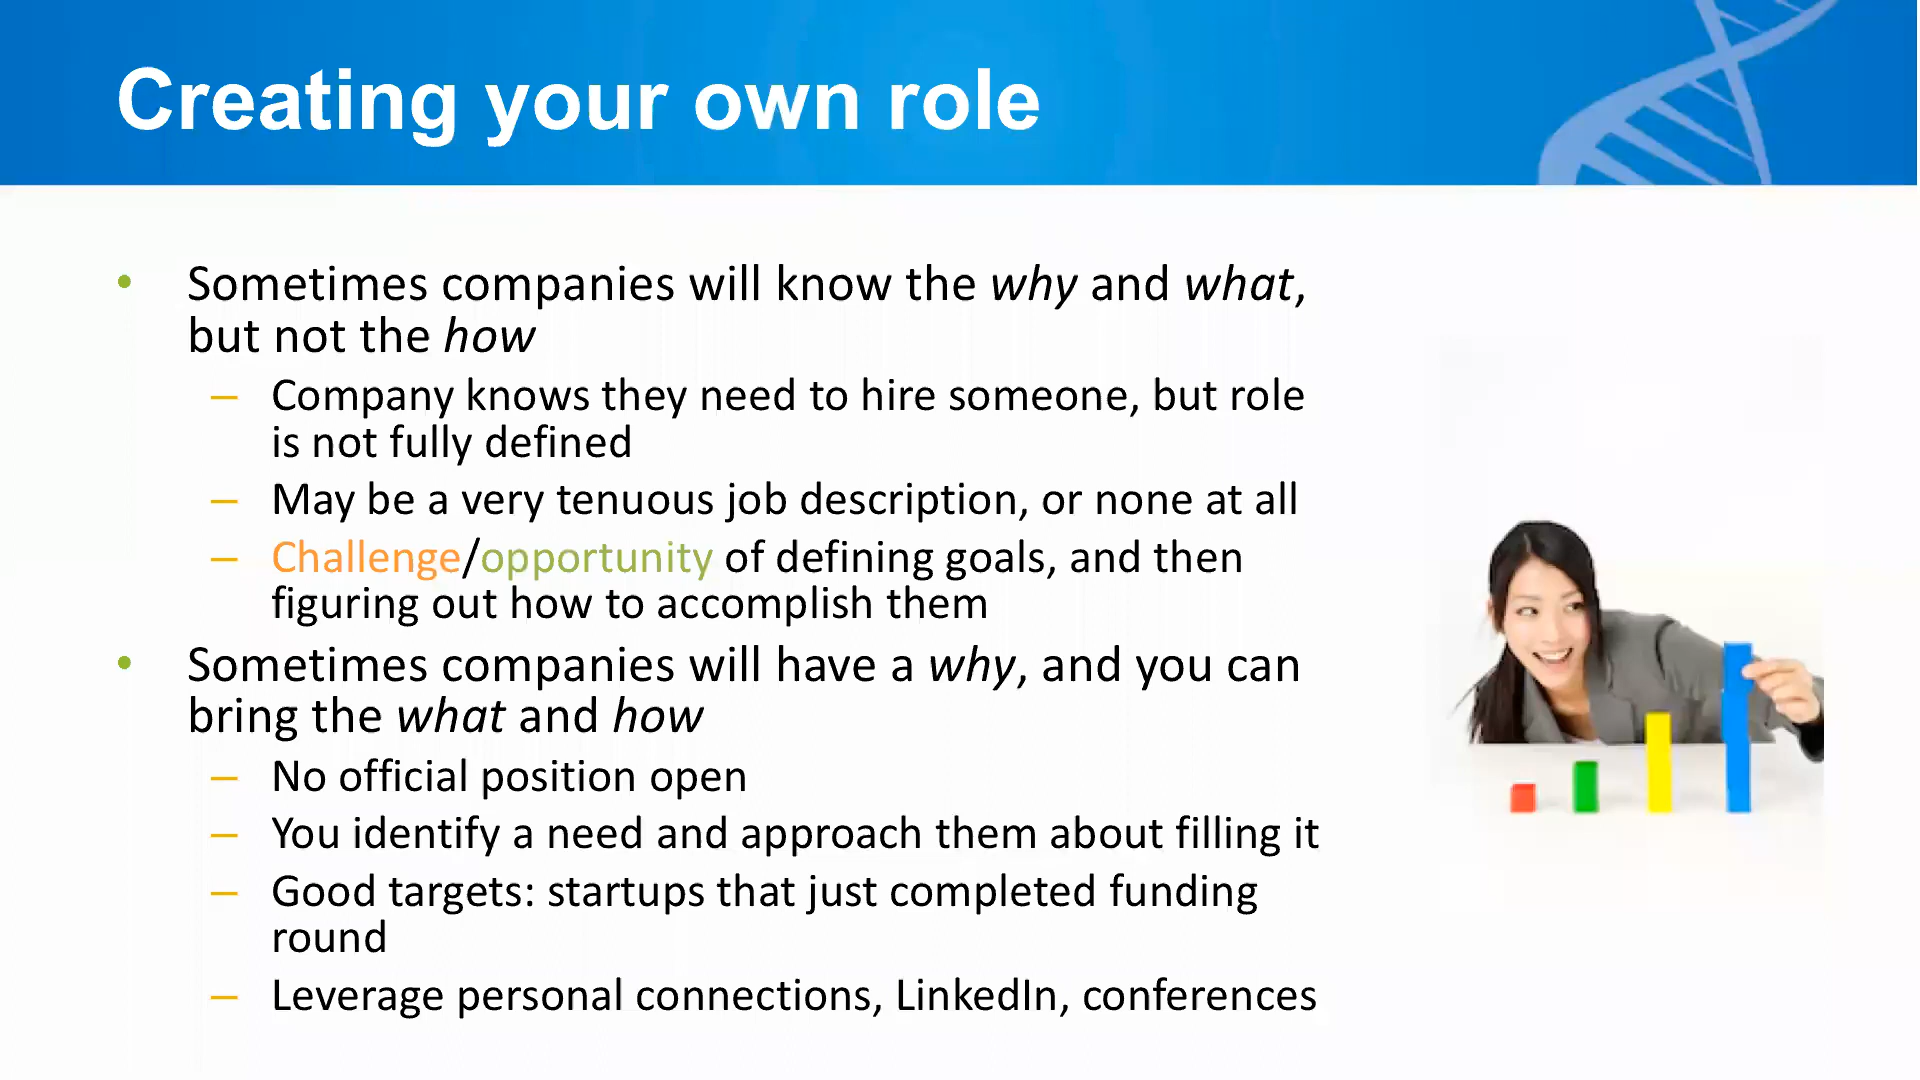 Creating your own role
• Sometimes companies will know the why and what,
but not the how
– Company knows they need to hire someone, but role
is not fully defined
– May be a very tenuous job description, or none at all
– Challenge/opportunity of defining goals, and then
figuring out how to accomplish them
• Sometimes companies will have a why, and you can
bring the what and how
– No official position open
– You identify a need and approach them about filling it
– Good targets: startups that just completed funding
round
– Leverage personal connections, LinkedIn, conferences